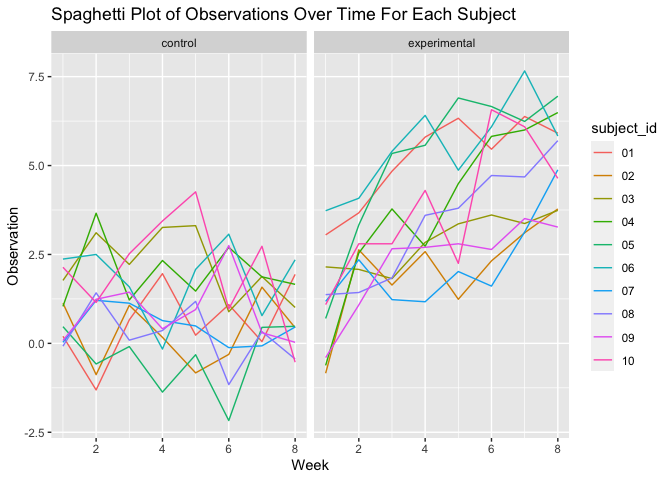 Spaghetti Plot of Observations Over Time For Each Subject
control experimental
7.5
5.0
2.5
0.0
-2.5
Observation
2 4 6 8 2 4 6 8
Week
subject_id
01
02
03
04
05
06
07
08
09
10